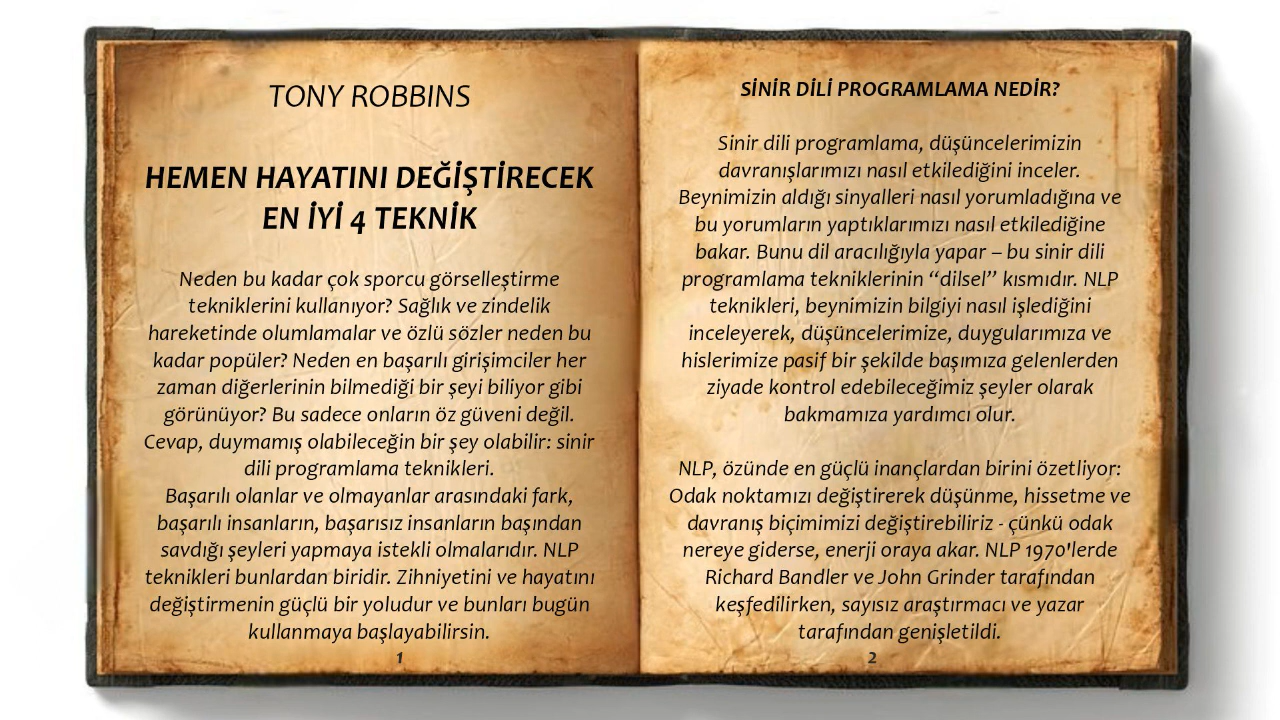 TONY ROBBINS
HEMEN HAYATINI DEĞİŞTİRECEK
EN İYİ 4 TEKNİK
Neden bu kadar çok sporcu görselleştirme
tekniklerini kullanıyor? Sağlık ve zindelik
hareketinde olumlamalar ve özlü sözler neden bu
kadar popüler? Neden en başarılı girişimciler her
zaman diğerlerinin bilmediği bir şeyi biliyor gibi
görünüyor? Bu sadece onların öz güveni değil.
Cevap, duymamış olabileceğin bir şey olabilir: sinir
dili programlama teknikleri.
Başarılı olanlar ve olmayanlar arasındaki fark,
başarılı insanların, başarısız insanların başından
savdığı şeyleri yapmaya istekli olmalarıdır. NLP
teknikleri bunlardan biridir. Zihniyetini ve hayatını
değiştirmenin güçlü bir yoludur ve bunları bugün
kullanmaya başlayabilirsin.
1
SİNİR DİLİ PROGRAMLAMA NEDİR?
Sinir dili programlama, düşüncelerimizin
davranışlarımızı nasıl etkilediğini inceler.
Beynimizin aldığı sinyalleri nasıl yorumladığına ve
bu yorumların yaptıklarımızı nasıl etkilediğine
bakar. Bunu dil aracılığıyla yapar – bu sinir dili
programlama tekniklerinin “dilsel” kısmıdır. NLP
teknikleri, beynimizin bilgiyi nasıl işlediğini
inceleyerek, düşüncelerimize, duygularımıza ve
hislerimize pasif bir şekilde başımıza gelenlerden
ziyade kontrol edebileceğimiz şeyler olarak
bakmamıza yardımcı olur.
NLP, özünde en güçlü inançlardan birini özetliyor:
Odak noktamızı değiştirerek düşünme, hissetme ve
davranış biçimimizi değiştirebiliriz - çünkü odak
nereye giderse, enerji oraya akar. NLP 1970'lerde
Richard Bandler ve John Grinder tarafından
keşfedilirken, sayısız araştırmacı ve yazar
tarafından genişletildi.
2